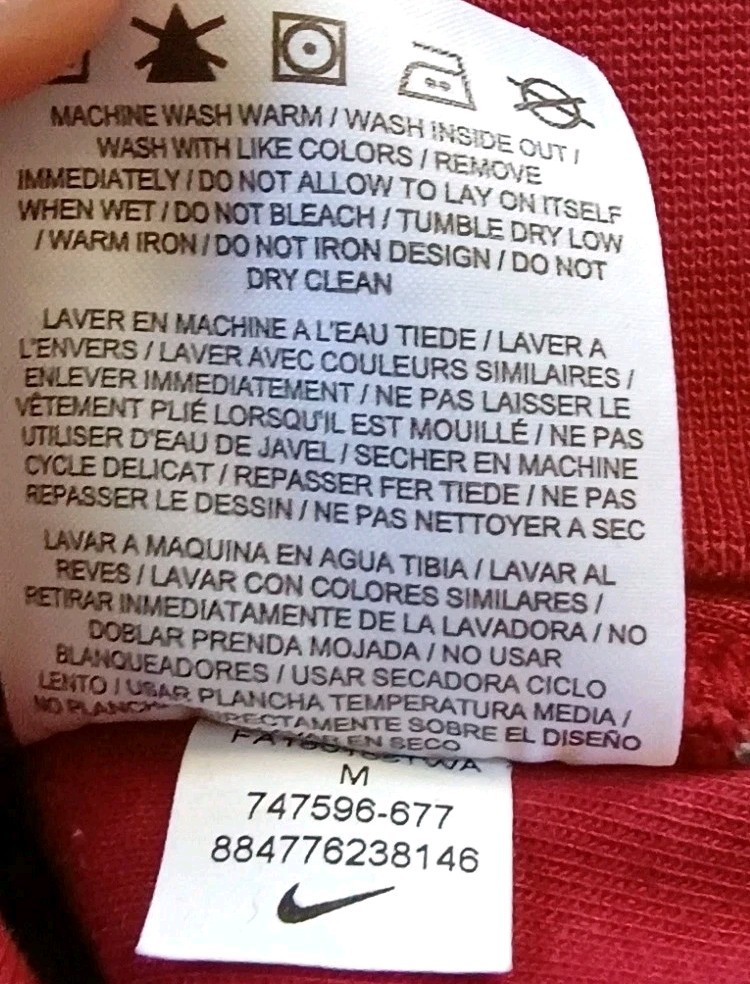 MACHINE WASH WARM / WASH INSIDE OUT /
WASH WITH LIKE COLORS / REMOVE
IMMEDIATELY / DO NOT ALLOW TO LAY ON ITSELF
WHEN WET / DO NOT BLEACH / TUMBLE DRY LOW
/ WARM IRON / DO NOT IRON DESIGN / DO NOT
DRY CLEAN
LAVER EN MACHINE A L'EAU TIEDE / LAVER A
L'ENVERS / LAVER AVEC COULEURS SIMILAIRES /
ENLEVER IMMEDIATEMENT / NE PAS LAISSER LE
VÊTEMENT PLIÉ LORSQU'IL EST MOUILLÉ / NE PAS
UTILISER D'EAU DE JAVEL / SECHER EN MACHINE
CYCLE DELICAT / REPASSER FER TIEDE / NE PAS
REPASSER LE DESSIN / NE PAS NETTOYER A SEC
LAVAR A MAQUINA EN AGUA TIBIA / LAVAR AL
REVES / LAVAR CON COLORES SIMILARES /
RETIRAR INMEDIATAMENTE DE LA LAVADORA / NO
DOBLAR PRENDA MOJADA / NO USAR
BLANQUEADORES / USAR SECADORA CICLO
LENTO / USAR PLANCHA TEMPERATURA MEDIA /
NO SOBRE EL DISEÑO
EN SECO
M
747596-677
884776238146